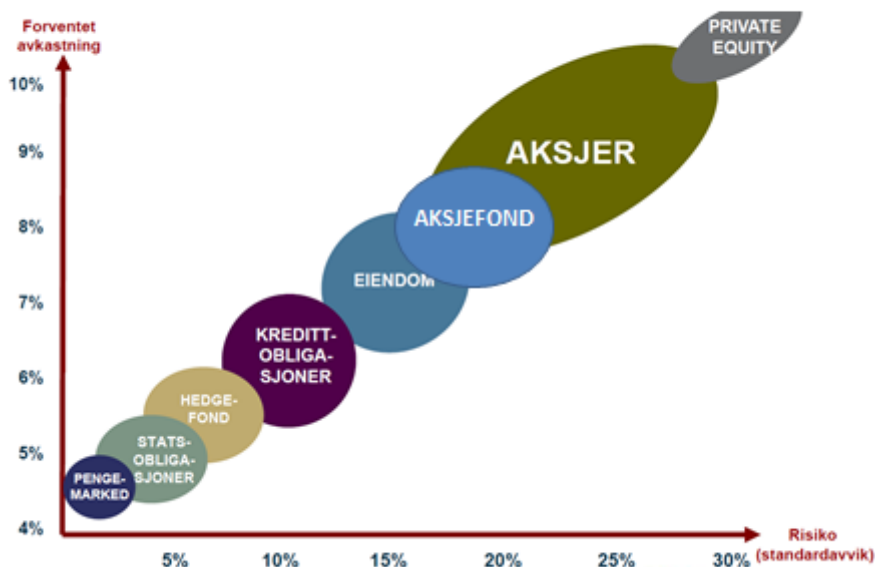 Forventet
avkastning
10%
9%
8%
7%
6%
5%
4%
PRIVATE
EQUITY
AKSJER
AKSJEFOND
EIENDOM
KREDITT-
OBLIGA-
SJONER
HEDGE-
FOND
STATS-
OBLIGA-
SJONER
PENGE-
MARKED
5%
10%
15%
20%
25%
30%
Risiko
(standardavvik)